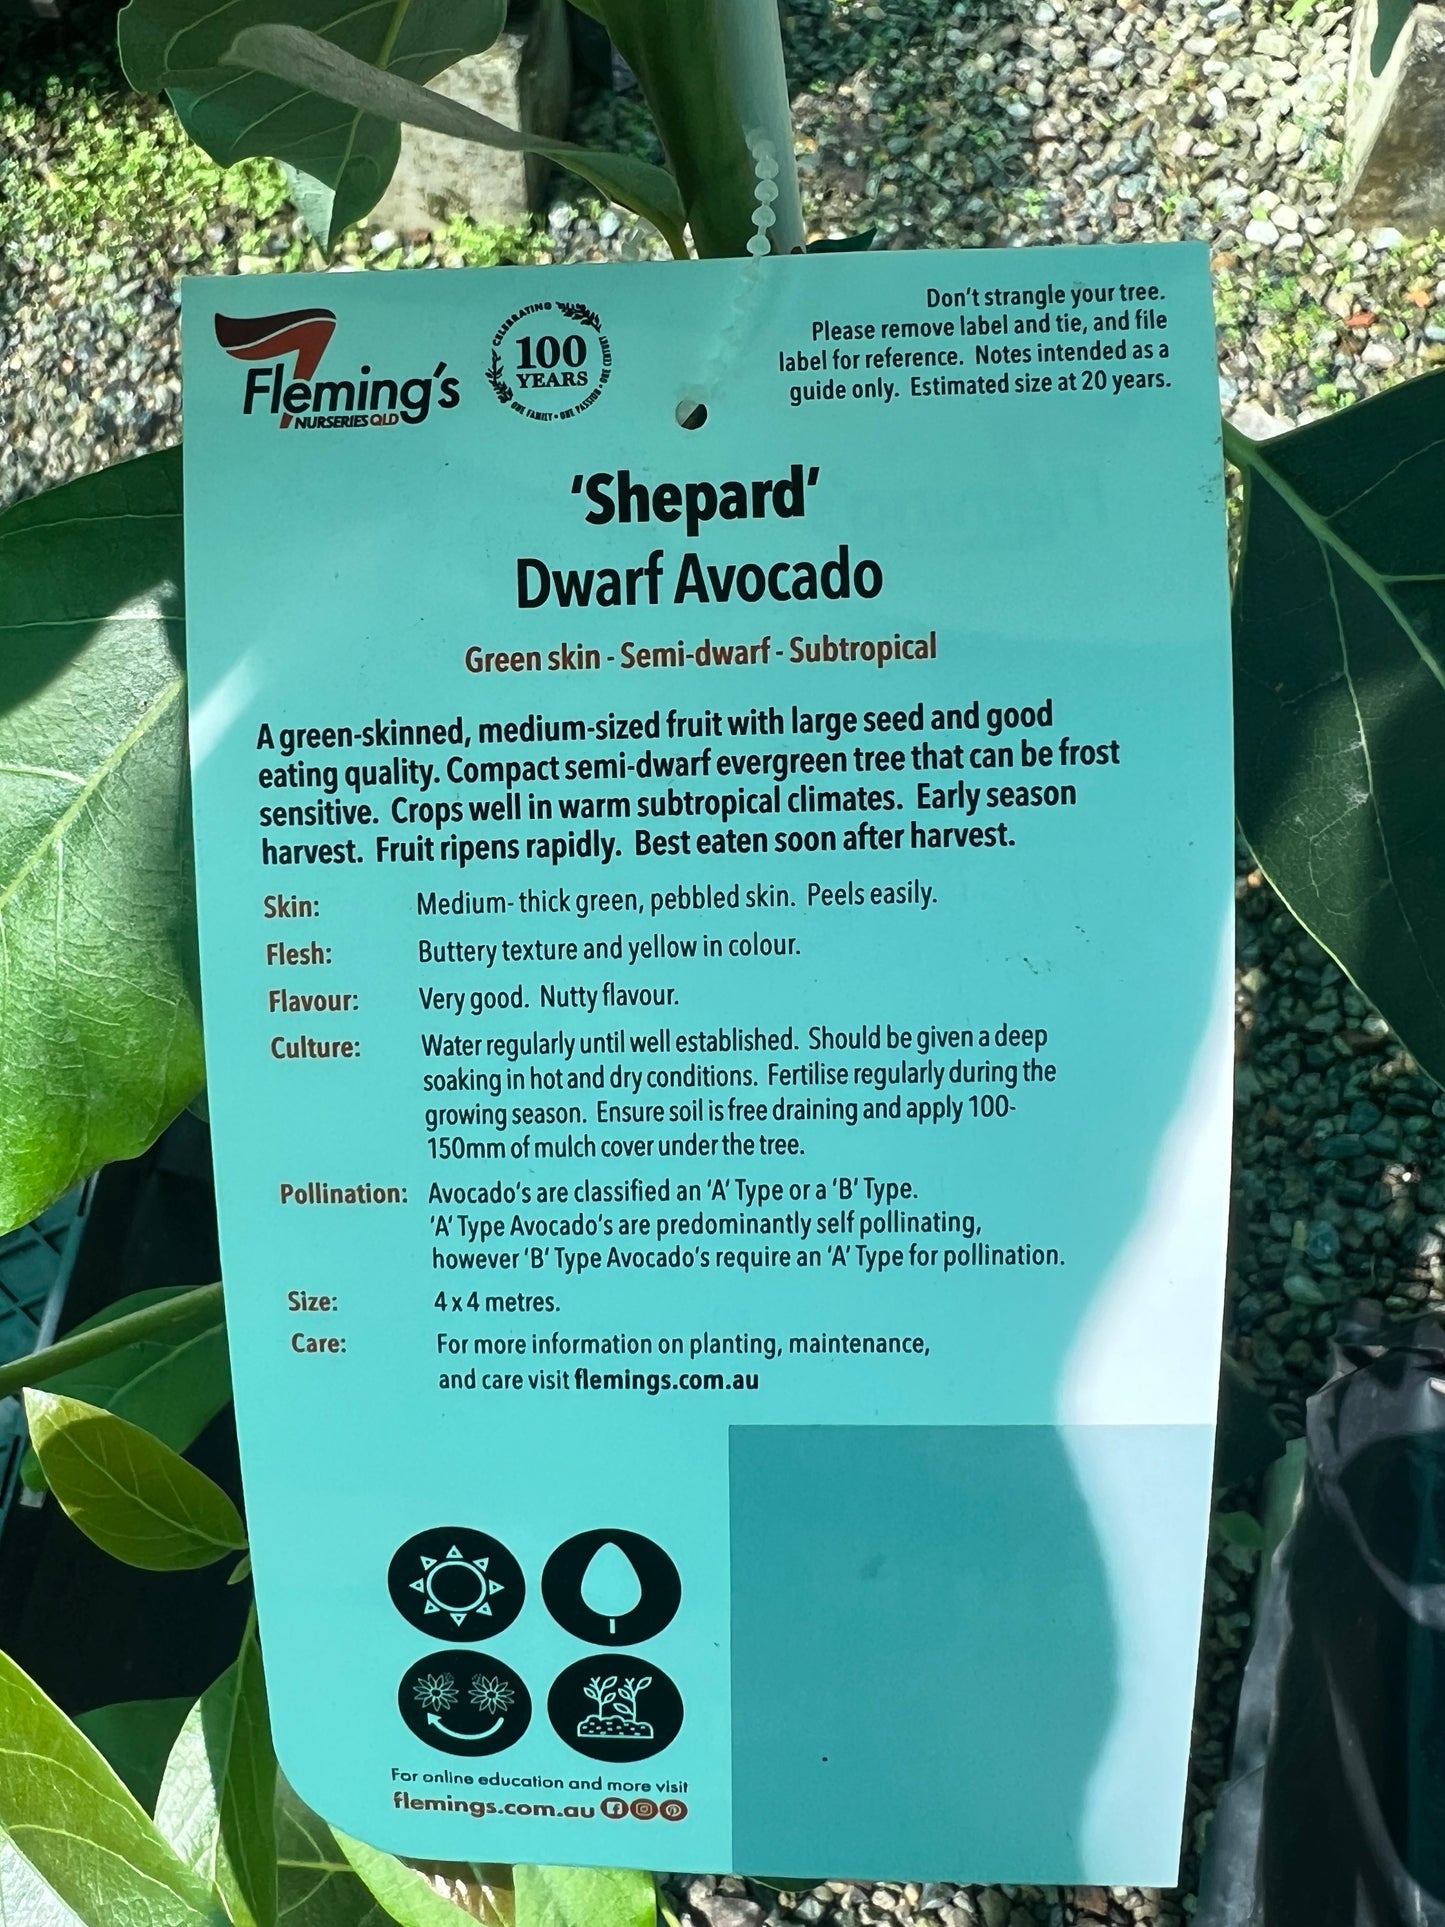 Fleming's
NURSERIES QLD
CELEBRATING
100
YEARS
ONE FAMILY • ONE PASSION • ONE CENTURY
Don't strangle your tree.
Please remove label and tie, and file
label for reference. Notes intended as a
guide only. Estimated size at 20 years.
'Shepard'
Dwarf Avocado
Green skin - Semi-dwarf - Subtropical
A green-skinned, medium-sized fruit with large seed and good
eating quality. Compact semi-dwarf evergreen tree that can be frost
sensitive. Crops well in warm subtropical climates. Early season
harvest. Fruit ripens rapidly. Best eaten soon after harvest.
Skin: Medium- thick green, pebbled skin. Peels easily.
Flesh: Buttery texture and yellow in colour.
Flavour: Very good. Nutty flavour.
Culture: Water regularly until well established. Should be given a deep
soaking in hot and dry conditions. Fertilise regularly during the
growing season. Ensure soil is free draining and apply 100-
150mm of mulch cover under the tree.
Pollination: Avocado's are classified an 'A' Type or a 'B' Type.
'A' Type Avocado's are predominantly self pollinating,
however 'B' Type Avocado's require an 'A' Type for pollination.
Size: 4 x 4 metres.
Care: For more information on planting, maintenance,
and care visit flemings.com.au
For online education and more visit
flemings.com.au